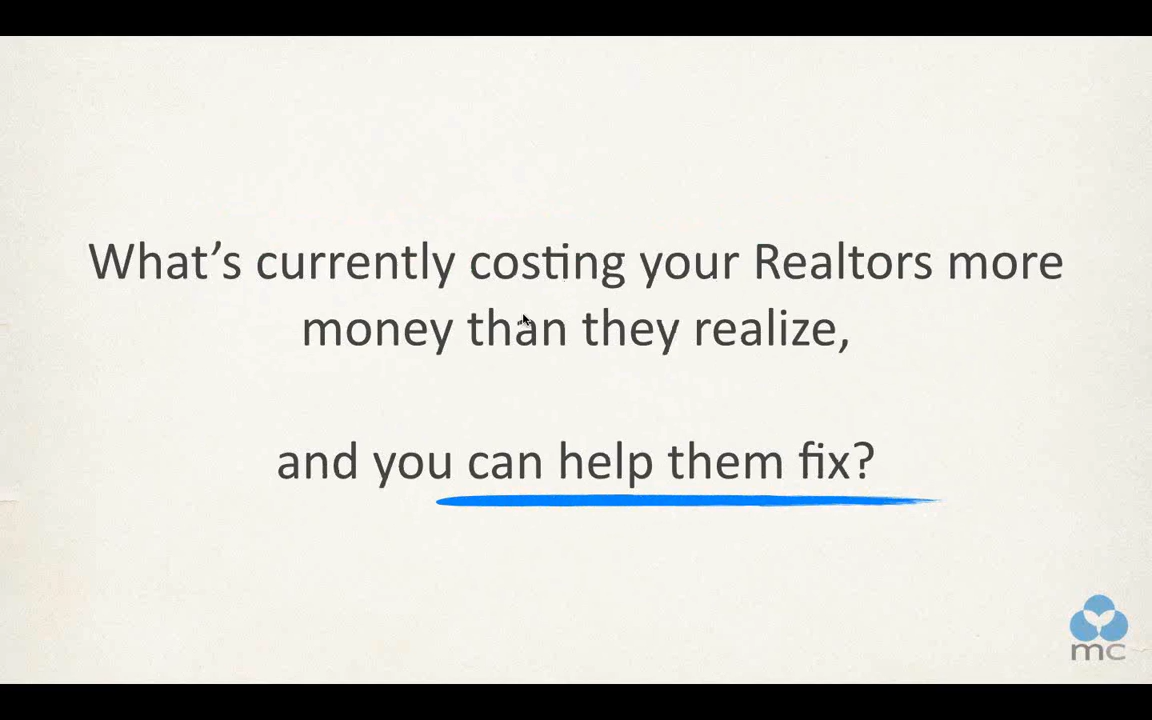 What’s currently costing your Realtors more
money than they realize,
and you can help them fix?
mc